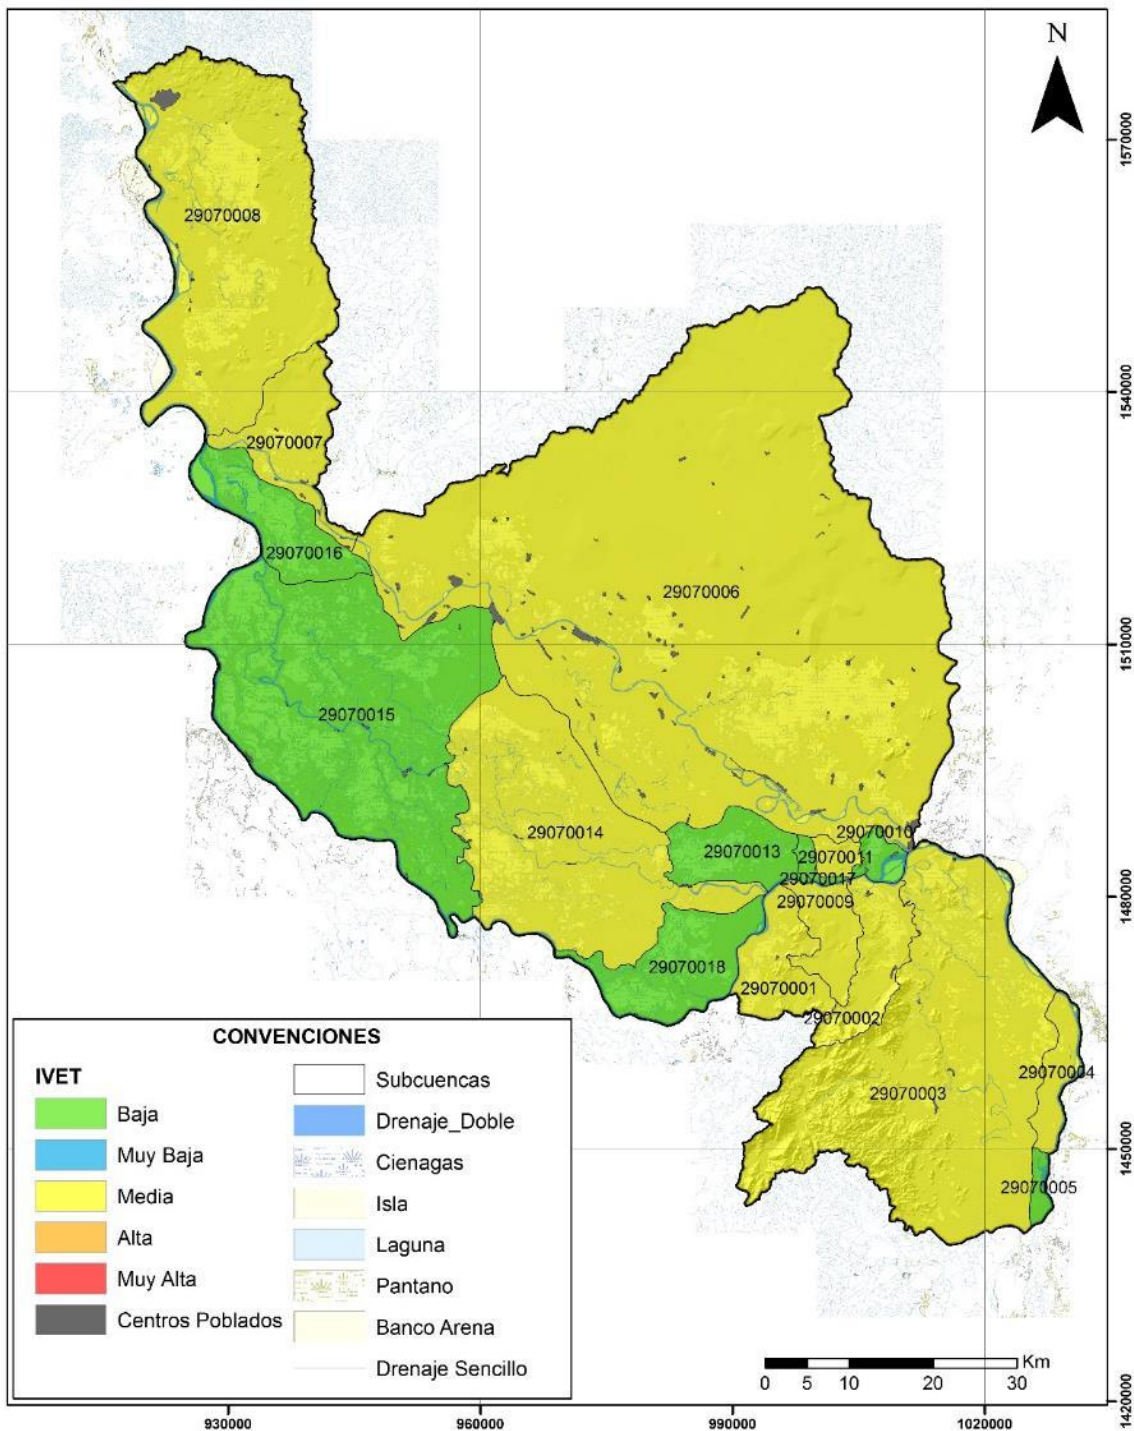 N
29070008
29070007
29070016
29070006
29070015
29070014
29070010
29070013
29070011
29070017
29070009
29070018
29070001
29070002
29070003
29070004
29070005
1570000
1540000
1510000
1480000
1450000
1420000
CONVENCIONES
IVET
Baja
Muy Baja
Media
Alta
Muy Alta
Centros Poblados
Subcuencas
Drenaje_Doble
Cienagas
Isla
Laguna
Pantano
Banco Arena
Drenaje Sencillo
Km
0 5 10 20 30
930000 960000 990000 1020000